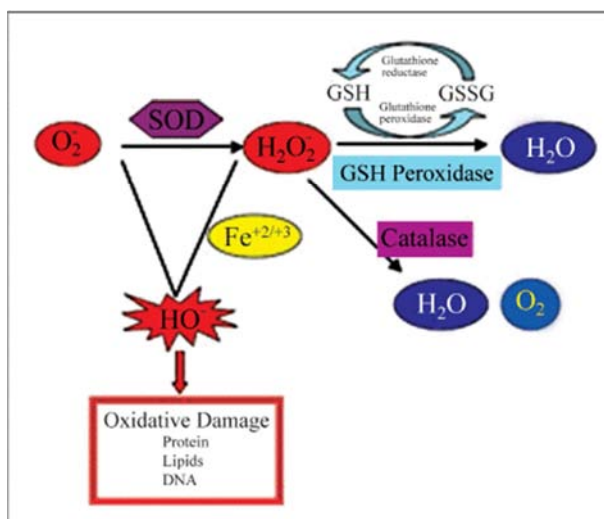 Glutathione
reductase
GSH
GSSG
Glutathione
peroxidase
SOD
O₂⁻
H₂O₂⁻
H₂O
GSH Peroxidase
Fe⁺²/⁺³
Catalase
H₂O
O₂
HO⁻
Oxidative Damage
Protein
Lipids
DNA